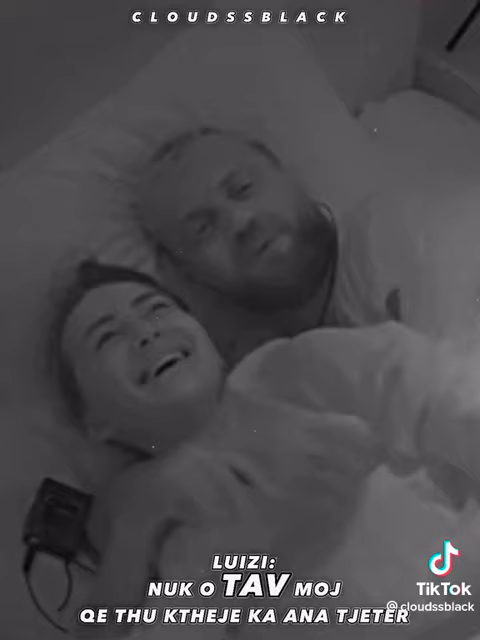 CLOUDSSBLACK
LUIZI:
NUK O TAV MOJ
QE THU KTHEJE KA ANA TJETER
TikTok
@cloudssblack